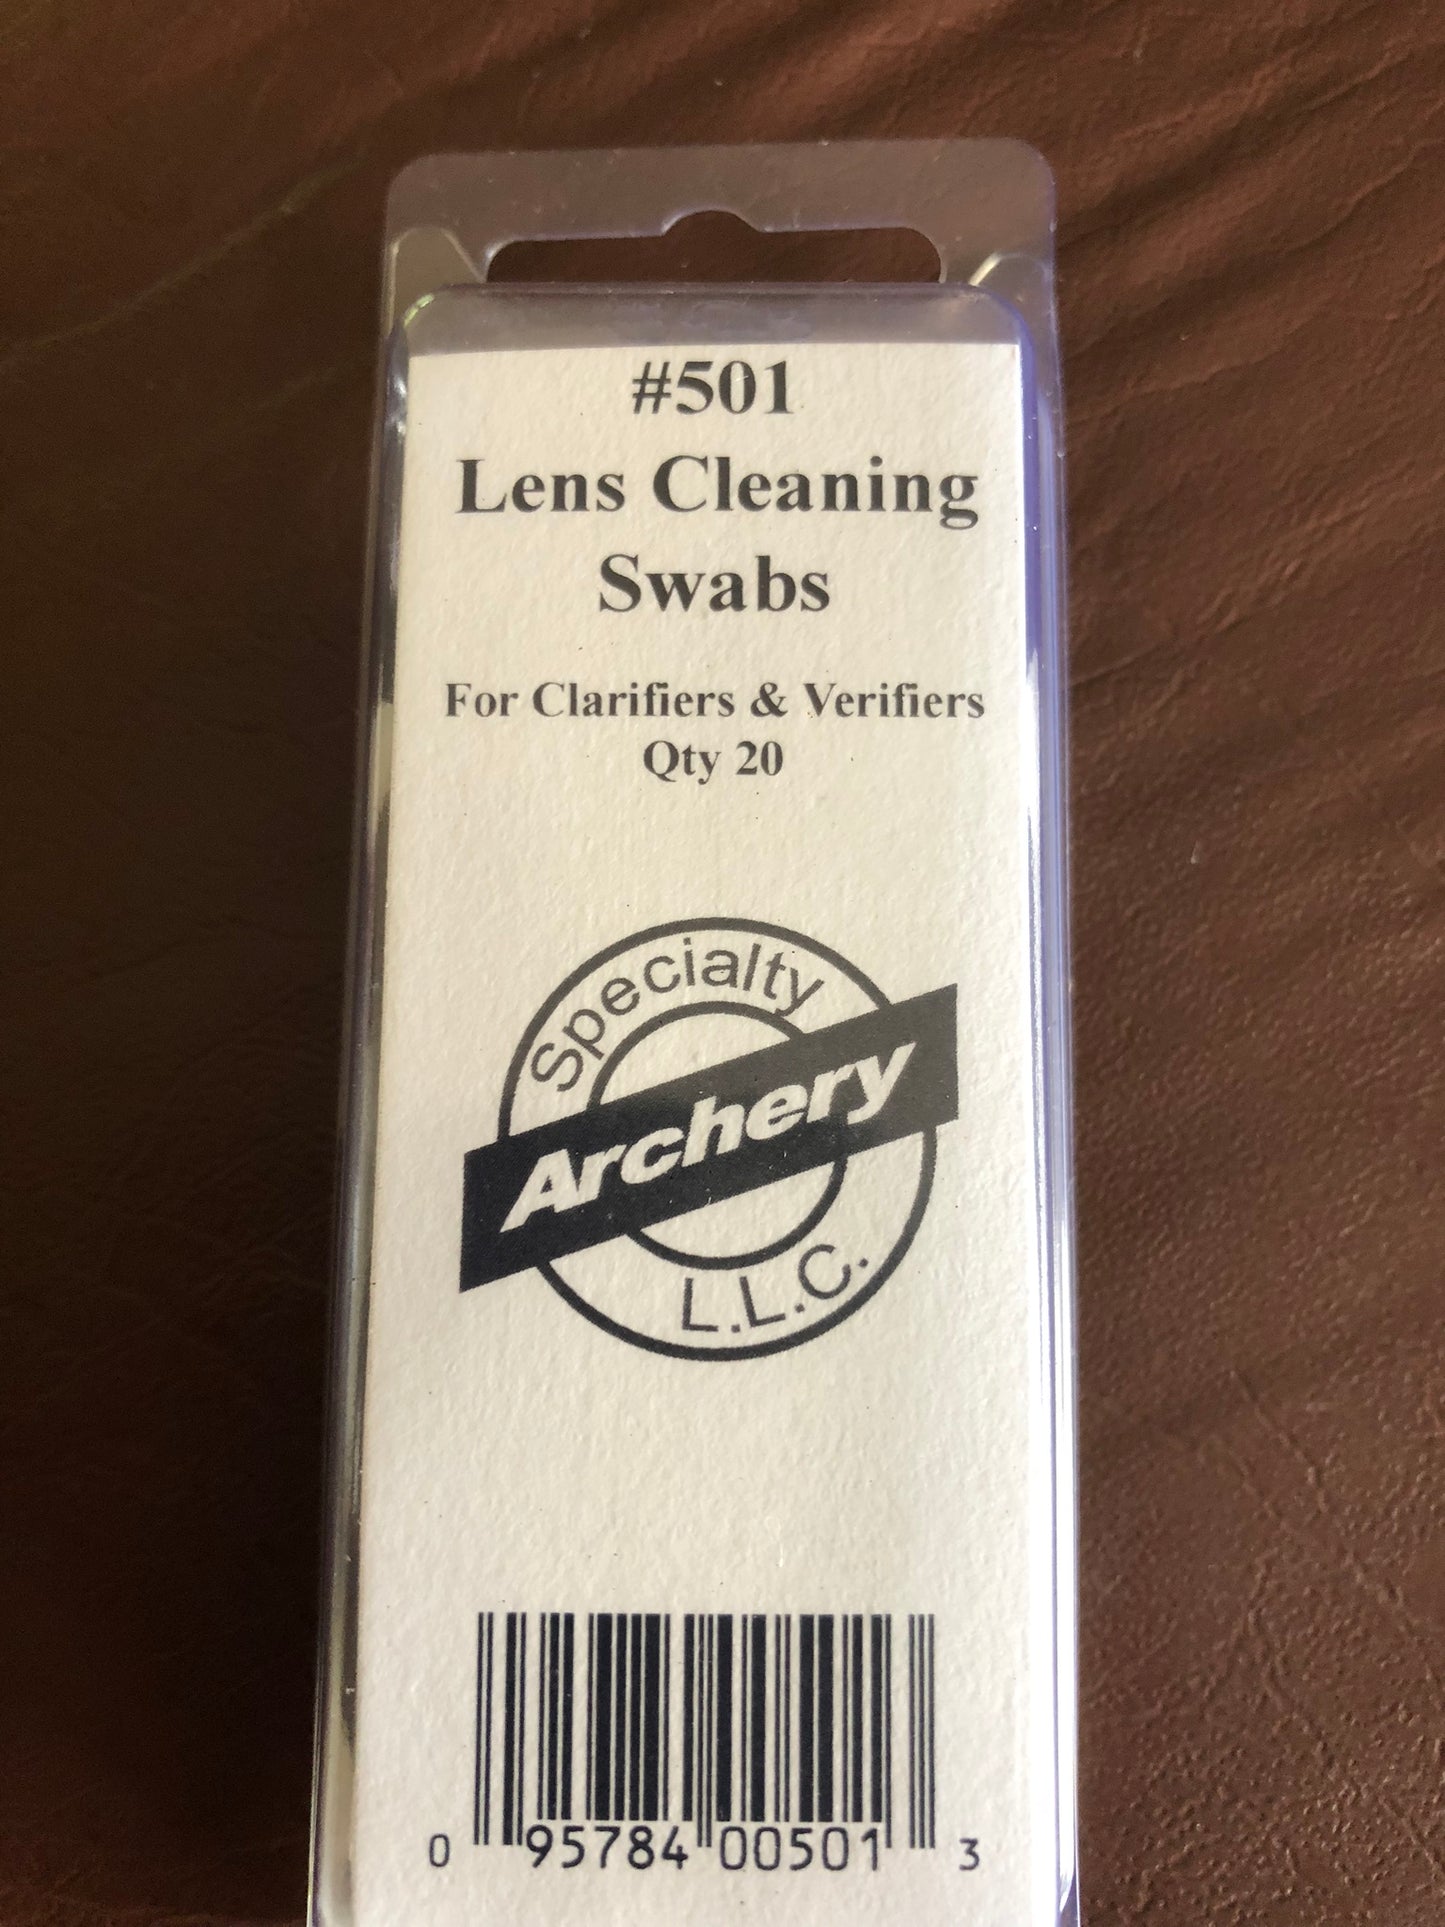 #501
Lens Cleaning
Swabs
For Clarifiers & Verifiers
Qty 20
Specialty
Archery
L.L.C.
0 95784 00501 3